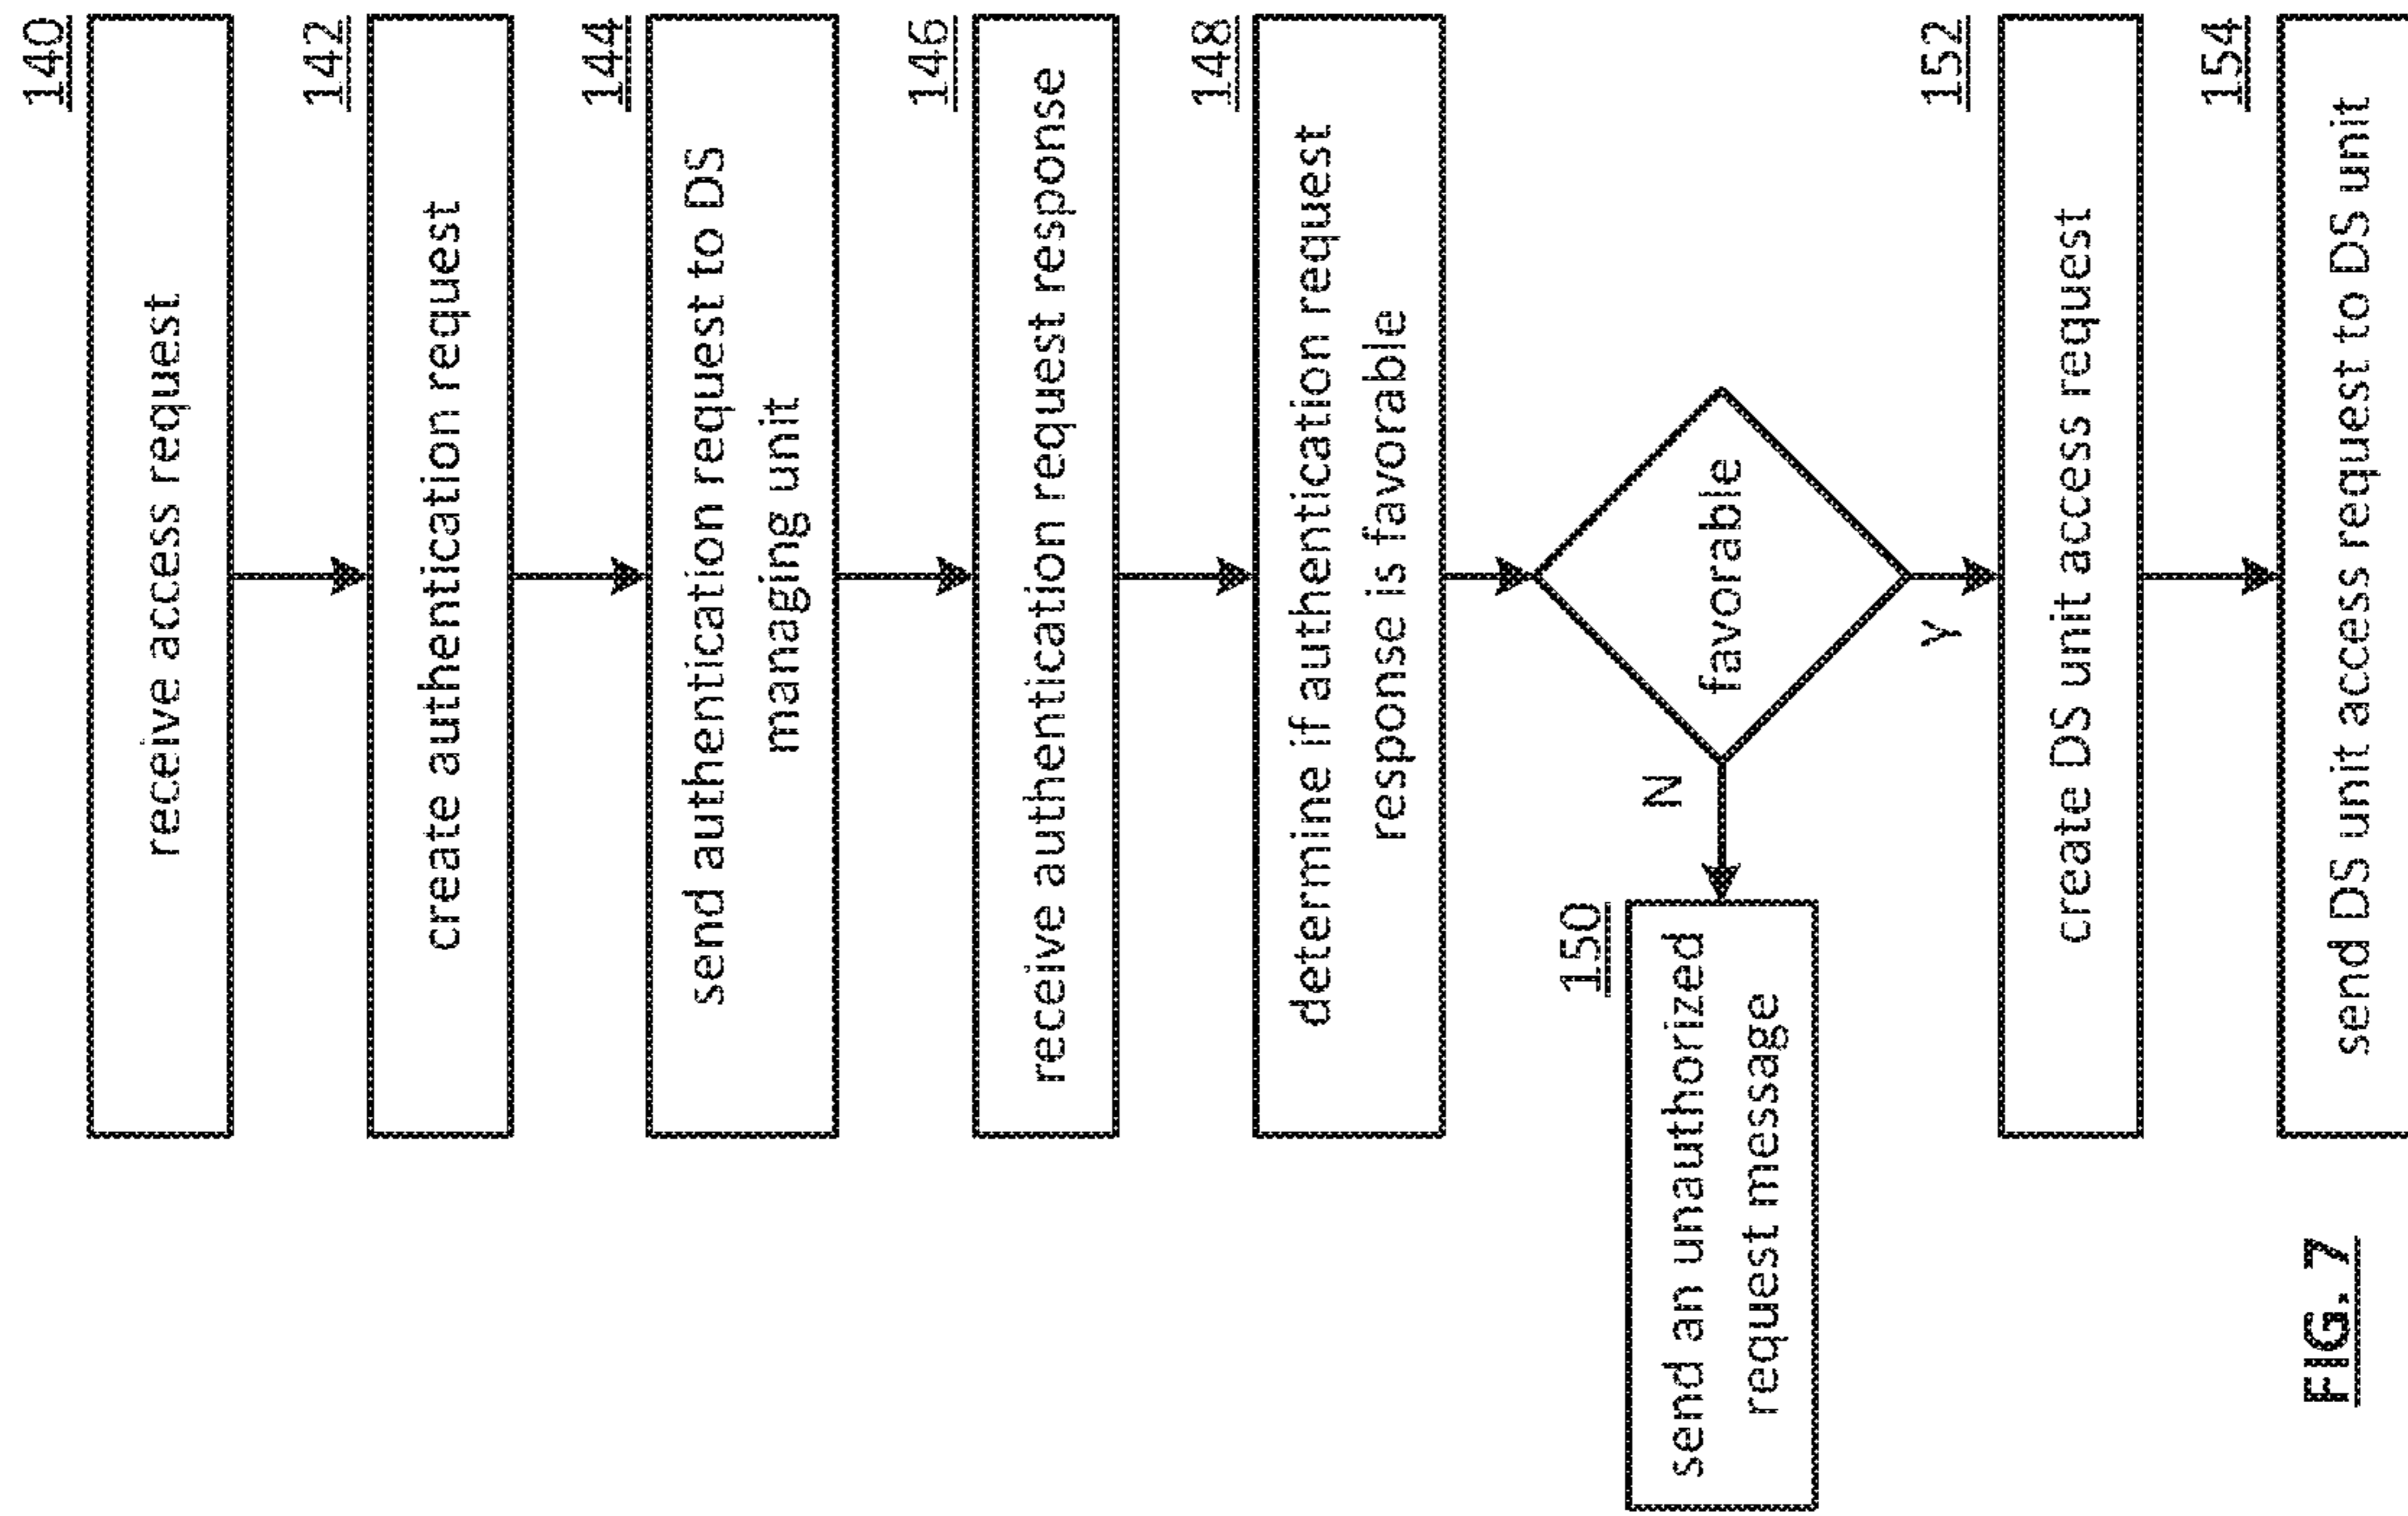 140
receive access request
142
create authentication request
144
send authentication request to DS
managing unit
146
receive authentication request response
148
determine if authentication request
response is favorable
favorable
N
Y
150
send an unauthorized
request message
152
create DS unit access request
154
send DS unit access request to DS unit
FIG. 7